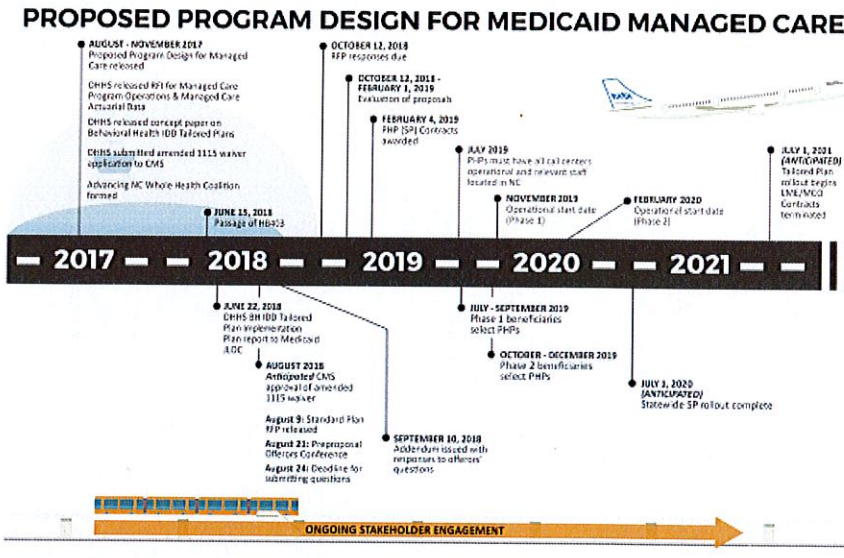 PROPOSED PROGRAM DESIGN FOR MEDICAID MANAGED CARE
AUGUST - NOVEMBER 2017
Proposed Program Design for Managed
Care released
DHHS released RFI for Managed Care
Program Operations & Managed Care
Actuarial Data
DHHS released concept paper on
Behavioral Health IDD Tailored Plans
DHHS submitted amended 1115 waiver
application to CMS
Advancing NC Whole Health Coalition
formed
JUNE 15, 2018
Passage of HB403
OCTOBER 12, 2018
RFP responses due
OCTOBER 12, 2018 -
FEBRUARY 1, 2019
Evaluation of proposals
FEBRUARY 4, 2019
PHP (SP) Contracts
awarded
JULY 2019
PHPs must have all call centers
operational and relevant staff
located in NC
NOVEMBER 2019
Operational start date
(Phase 1)
FEBRUARY 2020
Operational start date
(Phase 2)
JULY 1, 2021
(ANTICIPATED)
Tailored Plan
rollout begins
LME/MCO
Contracts
terminated
2017 2018 2019 2020 2021
JUNE 22, 2018
DHHS BH IDD Tailored
Plan Implementation
Plan report to Medicaid
JLOC
AUGUST 2018
Anticipated CMS
approval of amended
1115 waiver
August 9: Standard Plan
RFP released
August 21: Preproposal
Offerors Conference
August 24: Deadline for
submitting questions
SEPTEMBER 10, 2018
Addendum issued with
responses to offerors'
questions
JULY - SEPTEMBER 2019
Phase 1 beneficiaries
select PHPs
OCTOBER - DECEMBER 2019
Phase 2 beneficiaries
select PHPs
JULY 1, 2020
(ANTICIPATED)
Statewide SP rollout complete
ONGOING STAKEHOLDER ENGAGEMENT